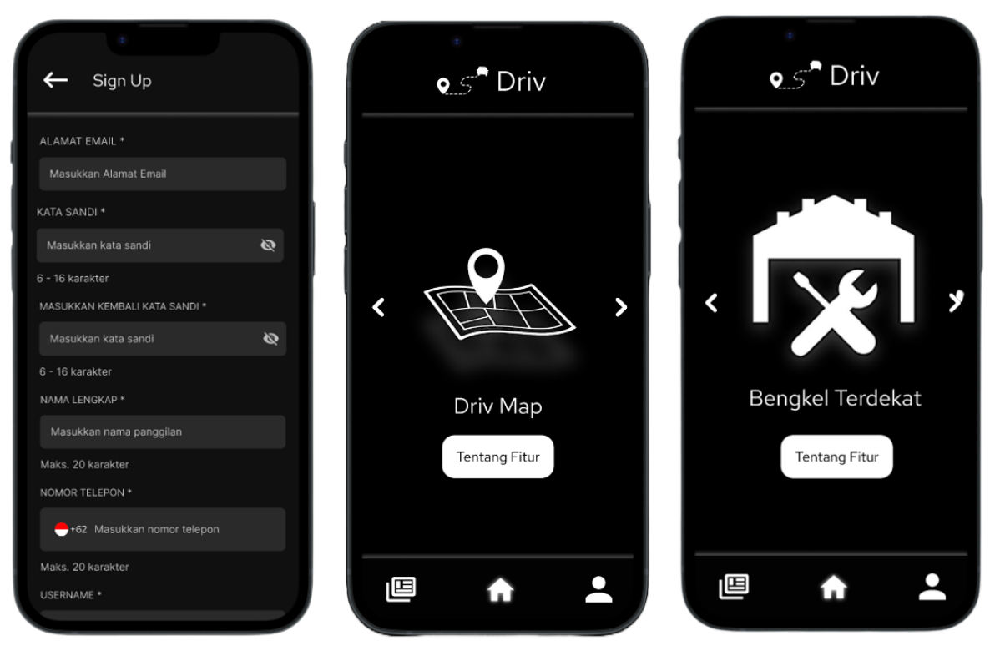 Sign Up
ALAMAT EMAIL *
Masukkan Alamat Email
KATA SANDI *
Masukkan kata sandi
6 - 16 karakter
MASUKKAN KEMBALI KATA SANDI *
Masukkan kata sandi
6 - 16 karakter
NAMA LENGKAP *
Masukkan nama panggilan
Maks. 20 karakter
NOMOR TELEPON *
+62 Masukkan nomor telepon
Maks. 20 karakter
USERNAME *
Driv
Driv Map
Tentang Fitur
Driv
Bengkel Terdekat
Tentang Fitur